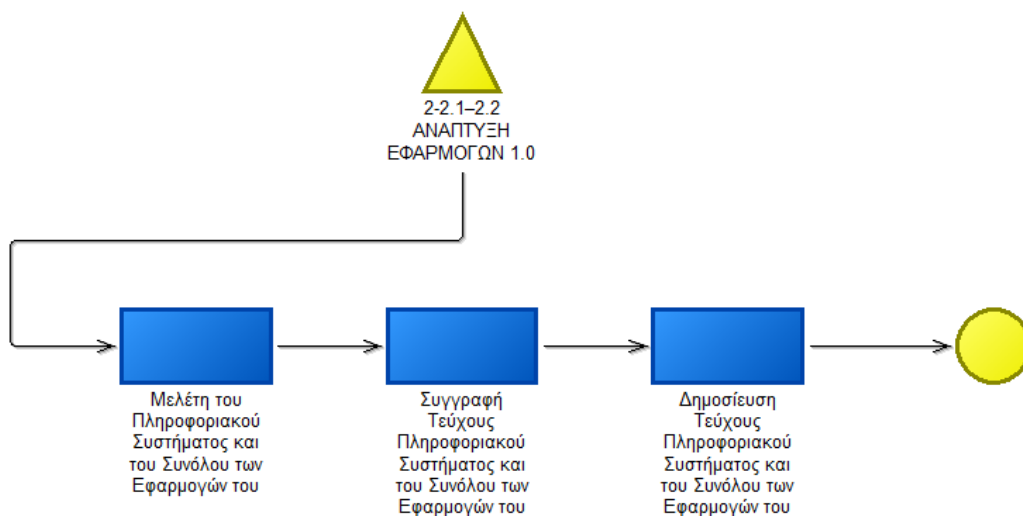 2-2.1–2.2
ΑΝΑΠΤΥΞΗ
ΕΦΑΡΜΟΓΩΝ 1.0
Μελέτη του
Πληροφοριακού
Συστήματος και
του Συνόλου των
Εφαρμογών του
Συγγραφή
Τεύχους
Πληροφοριακού
Συστήματος και
του Συνόλου των
Εφαρμογών του
Δημοσίευση
Τεύχους
Πληροφοριακού
Συστήματος και
του Συνόλου των
Εφαρμογών του